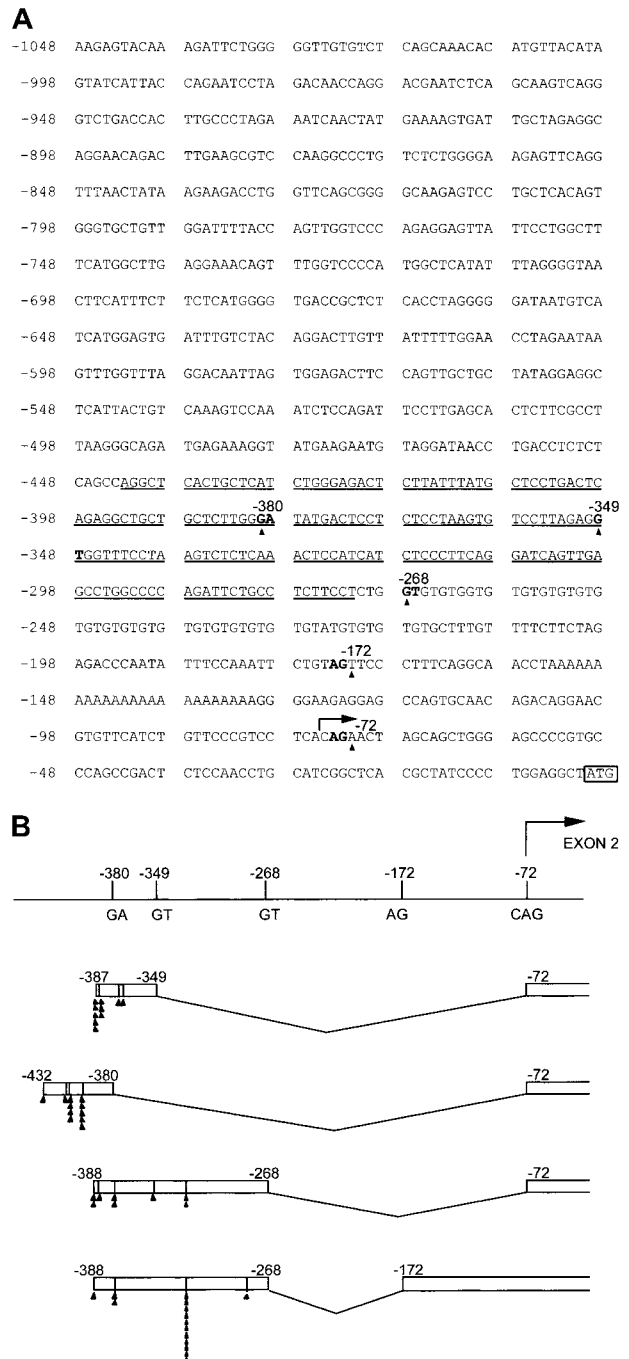 A
-1048 AAGAGTACAA AGATTCTGGG GGTTGTGTCT CAGCAAACAC ATGTTACATA
-998 GTATCATTAC CAGAATCCTA GACAACCAGG ACGAATCTCA GCAAGTCAGG
-948 GTCTGACCAC TTGCCCTAGA AATCAACTAT GAAAAGTGAT TGCTAGAGGC
-898 AGGAACAGAC TTGAAGCGTC CAAGGCCCTG TCTCTGGGGA AGAGTTCAGG
-848 TTTAACTATA AGAAGACCTG GTTCAGCGGG GCAAGAGTCC TGCTCACAGT
-798 GGGTGCTGTT GGATTTTACC AGTTGGTCCC AGAGGAGTTA TTCCTGGCTT
-748 TCATGGCTTG AGGAAACAGT TTGGTCCCCA TGGCTCATAT TTAGGGGTAA
-698 CTTCATTTCT TCTCATGGGG TGACCGCTCT CACCTAGGGG GATAATGTCA
-648 TCATGGAGTG ATTTGTCTAC AGGACTTGTT ATTTTTGGAA CCTAGAATAA
-598 GTTTGGTTTA GGACAATTAG TGGAGACTTC CAGTTGCTGC TATAGGAGGC
-548 TCATTACTGT CAAAGTCCAA ATCTCCAGAT TCCTTGAGCA CTCTTCGCCT
-498 TAAGGGCAGA TGAGAAAGGT ATGAAGAATG TAGGATAACC TGACCTCTCT
-448 CAGCCAGGCT CACTGCTCAT CTGGGAGACT CTTATTTATG CTCCTGACTC
-380 -349
-398 AGAGGCTGCT GCTCTTGGGA TATGACTCCT CTCCTAAGTG TCCTTAGAGG
-348 TGGTTTCCTA AGTCTCTCAA ACTCCATCAT CTCCCTTCAG GATCAGTTGA
-268
-298 GCCTGGCCCC AGATTCTGCC TCTTCCTCTG GTGTGTGGTG TGTGTGTGTG
-248 TGTGTGTGTG TGTGTGTGTG TGTATGTGTG TGTGCTTTGT TTTCTTCTAG
-172
-198 AGACCCAATA TTTCCAAATT CTGTAGTTCC CTTTCAGGCA ACCTAAAAAA
-148 AAAAAAAAAA AAAAAAAAGG GGAAGAGGAG CCAGTGCAAC AGACAGGAAC
-72
-98 GTGTTCATCT GTTCCCGTCC TCACAGAACT AGCAGCTGGG AGCCCCGTGC
-48 CCAGCCGACT CTCCAACCTG CATCGGCTCA CGCTATCCCC TGGAGGCTATG
B
EXON 2
-380 -349 -268 -172 -72
GA GT GT AG CAG
-387 -349 -72
-432 -380 -72
-388 -268 -72
-388 -268 -172